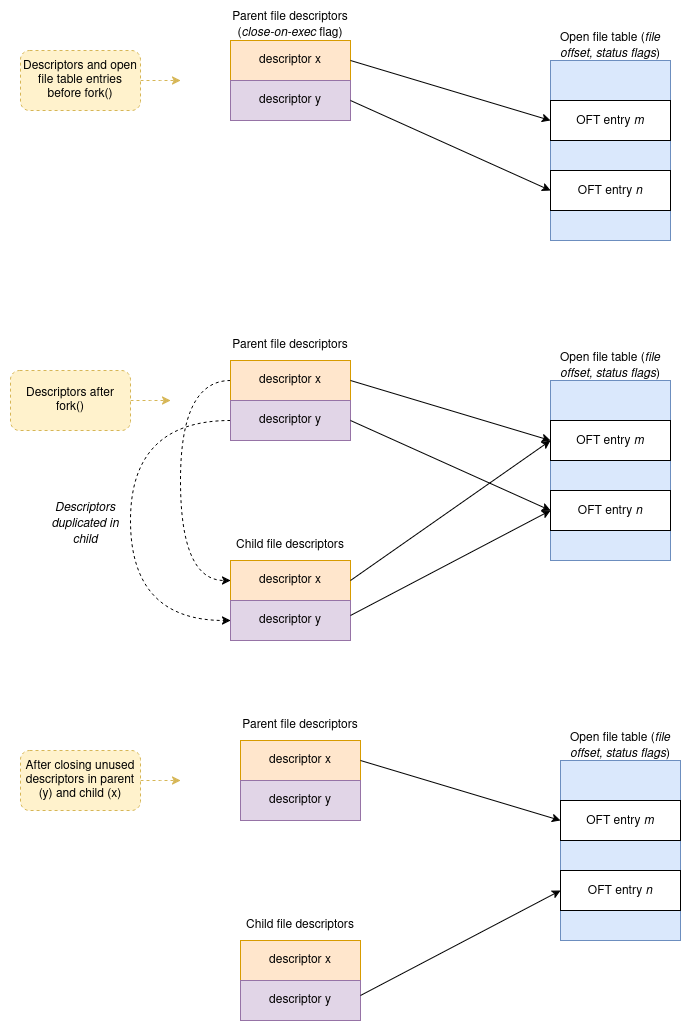 Parent file descriptors
(close-on-exec flag)
Open file table (file
offset, status flags)
Descriptors and open
file table entries
before fork()
descriptor x
descriptor y
OFT entry m
OFT entry n
Parent file descriptors
Open file table (file
offset, status flags)
Descriptors after
fork()
descriptor x
descriptor y
OFT entry m
OFT entry n
Descriptors
duplicated in
child
Child file descriptors
descriptor x
descriptor y
Parent file descriptors
Open file table (file
offset, status flags)
After closing unused
descriptors in parent
(y) and child (x)
descriptor x
descriptor y
OFT entry m
OFT entry n
Child file descriptors
descriptor x
descriptor y